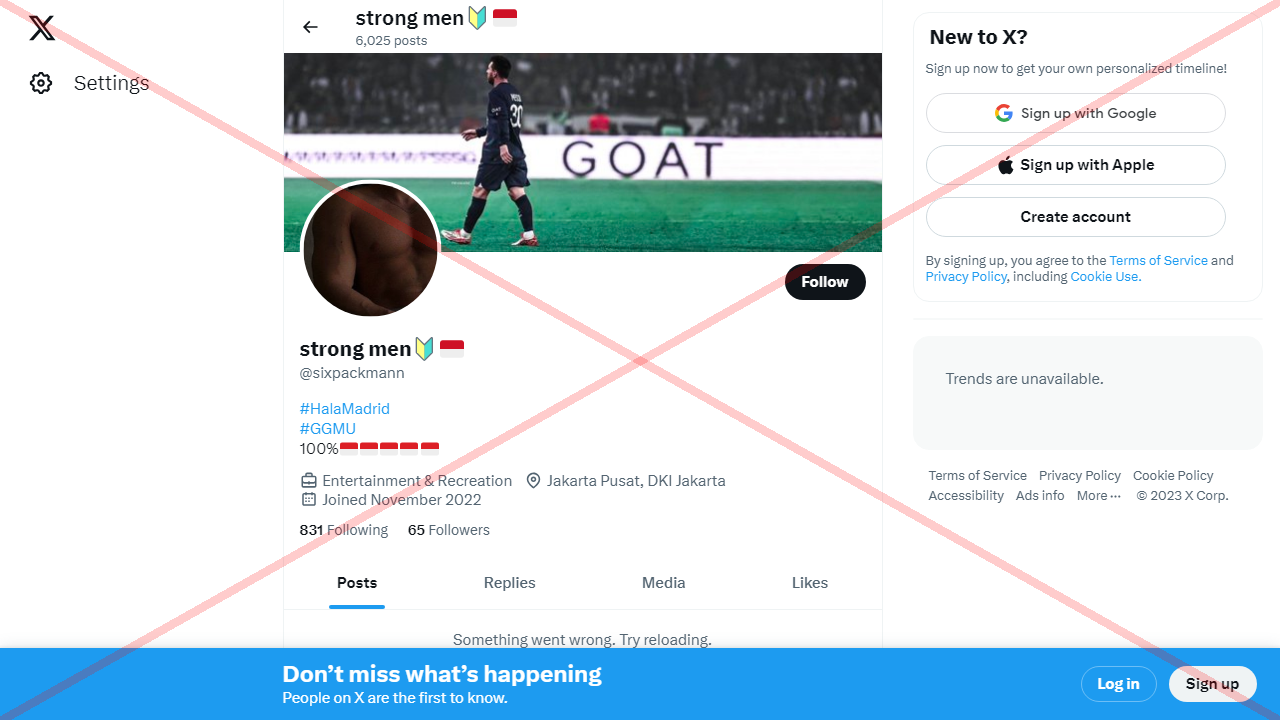 strong men🔰🇮🇩
6,025 posts
Settings
MESSI
30
GOAT
Follow
strong men🔰🇮🇩
@sixpackmann
#HalaMadrid
#GGMU
100%🇮🇩🇮🇩🇮🇩🇮🇩🇮🇩
Entertainment & Recreation Jakarta Pusat, DKI Jakarta
Joined November 2022
831 Following 65 Followers
Posts Replies Media Likes
Something went wrong. Try reloading.
New to X?
Sign up now to get your own personalized timeline!
Sign up with Google
Sign up with Apple
Create account
By signing up, you agree to the Terms of Service and
Privacy Policy, including Cookie Use.
Trends are unavailable.
Terms of Service Privacy Policy Cookie Policy
Accessibility Ads info More ··· © 2023 X Corp.
Don’t miss what’s happening
People on X are the first to know.
Log in Sign up